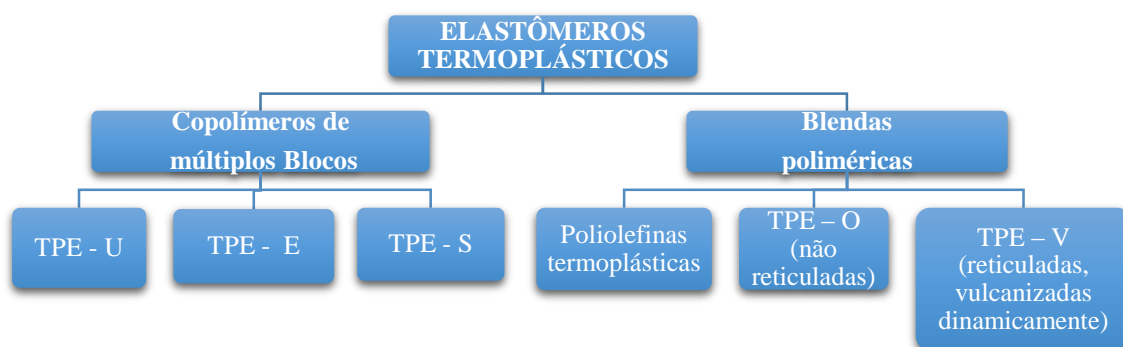 ELASTÔMEROS
TERMOPLÁSTICOS
Copolímeros de
múltiplos Blocos
Blendas
poliméricas
TPE - U
TPE - E
TPE - S
Poliolefinas
termoplásticas
TPE – O
(não
reticuladas)
TPE – V
(reticuladas,
vulcanizadas
dinamicamente)